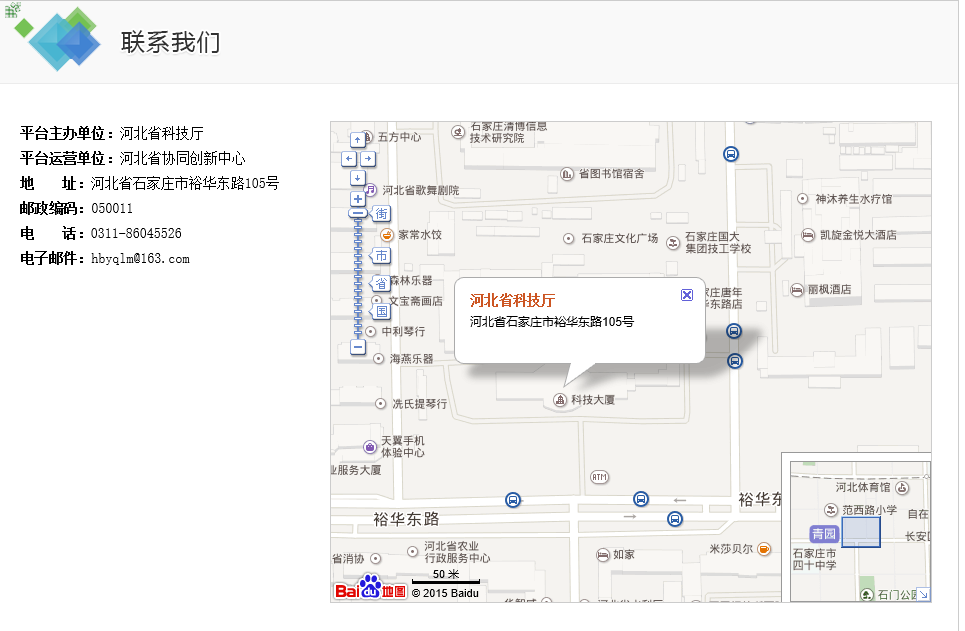 联系我们
平台主办单位：河北省科技厅
平台运营单位：河北省协同创新中心
地 址：河北省石家庄市裕华东路105号
邮政编码：050011
电 话：0311-86045526
电子邮件：hbyqlm@163.com
五方中心
石家庄清博信息
技术研究院
省图书馆宿舍
河北省歌舞剧院
神沐养生水疗馆
街
家常水饺
石家庄文化广场
石家庄国大
集团技工学校
凯旋金悦大酒店
市
森林乐器
省
丽枫酒店
文宝斋画店
国
庄唐年
东路店
河北省科技厅
河北省石家庄市裕华东路105号
中利琴行
海燕乐器
科技大厦
冼氏提琴行
天翼手机
体验中心
业服务大厦
ATM
裕华东
裕华东路
河北体育馆
范西路小学
自在
青园
长安区
石家庄市
四十中学
石门公园
河北省农业
行政服务中心
省消协
如家
米莎贝尔
50 米
Bai du 地图
© 2015 Baidu